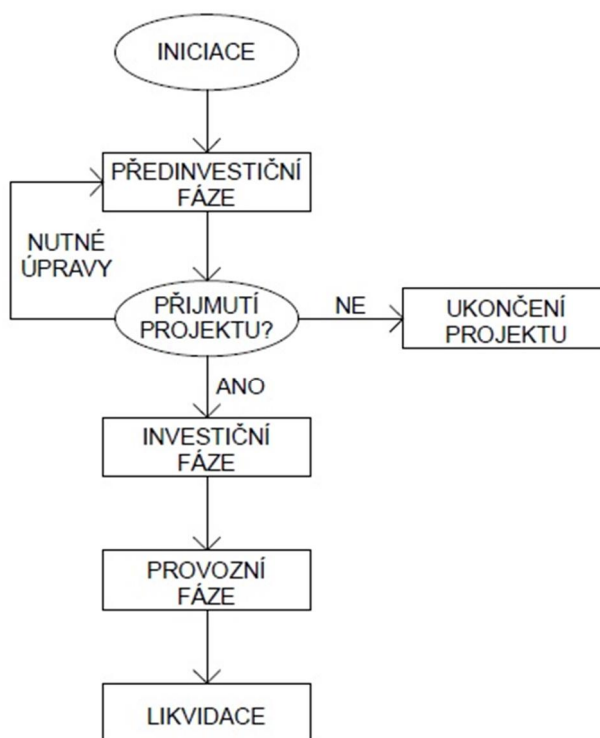 INICIACE
PŘEDINVESTIČNÍ
FÁZE
NUTNÉ
ÚPRAVY
PŘIJMUTÍ
PROJEKTU?
NE
UKONČENÍ
PROJEKTU
ANO
INVESTIČNÍ
FÁZE
PROVOZNÍ
FÁZE
LIKVIDACE